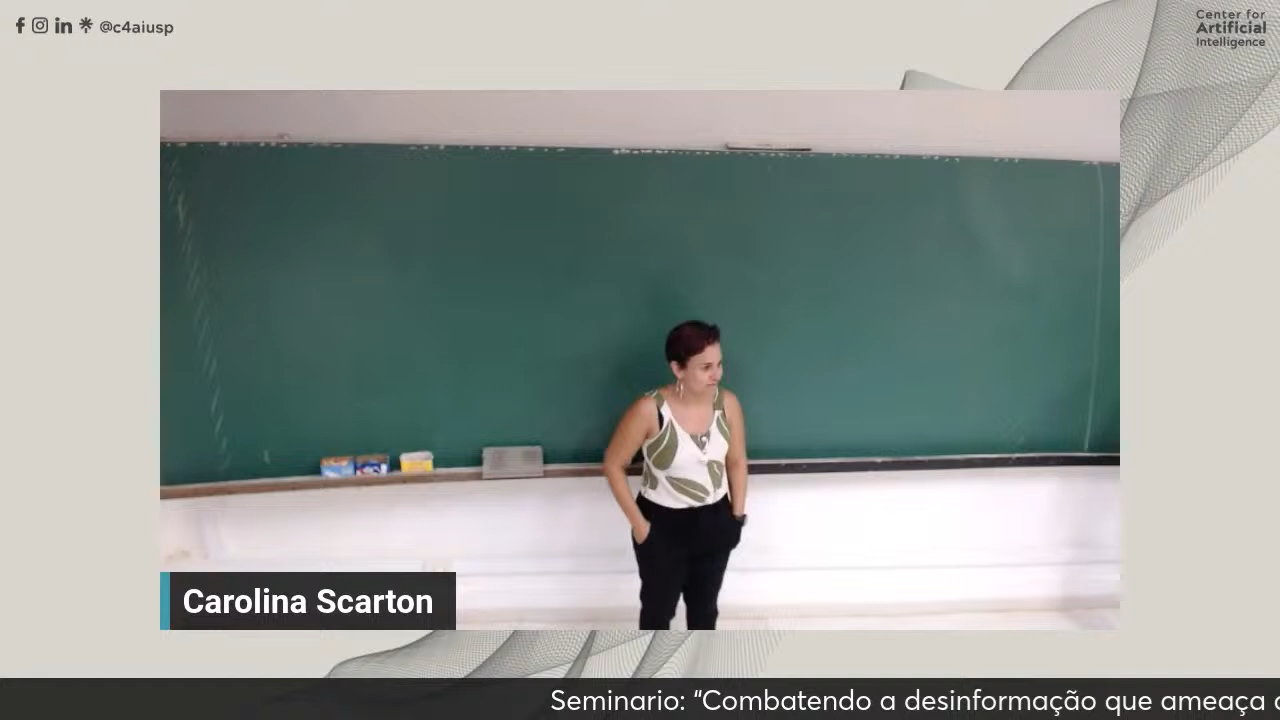 @c4aiusp
Center for
Artificial
Intelligence
Carolina Scarton
Seminario: “Combatendo a desinformação que ameaça